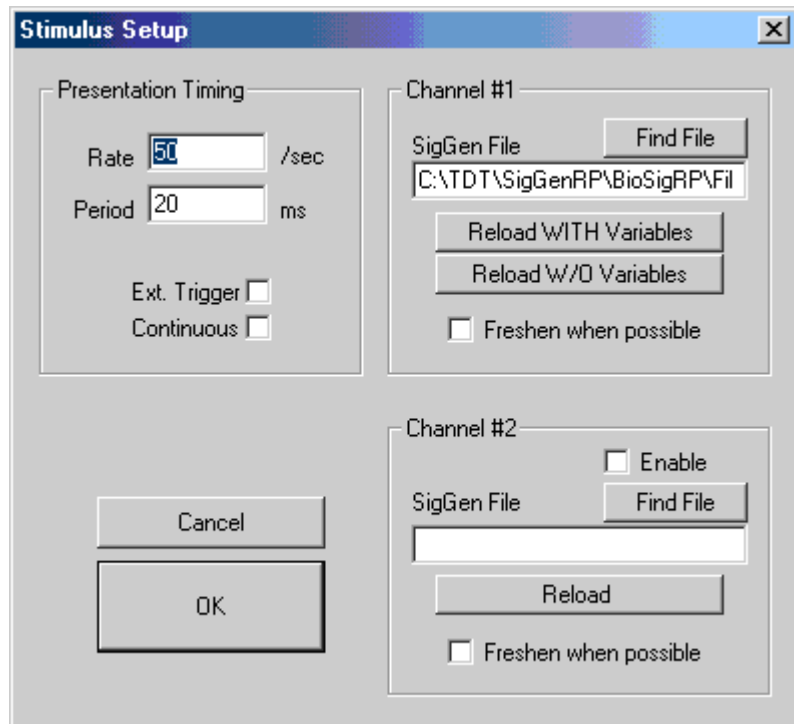 Stimulus Setup
Presentation Timing
Rate 50 /sec
Period 20 ms
Ext. Trigger
Continuous
Channel #1
SigGen File Find File
C:\TDT\SigGenRP\BioSigRP\Fil
Reload WITH Variables
Reload W/O Variables
Freshen when possible
Channel #2
Enable
SigGen File Find File
Reload
Freshen when possible
Cancel
OK